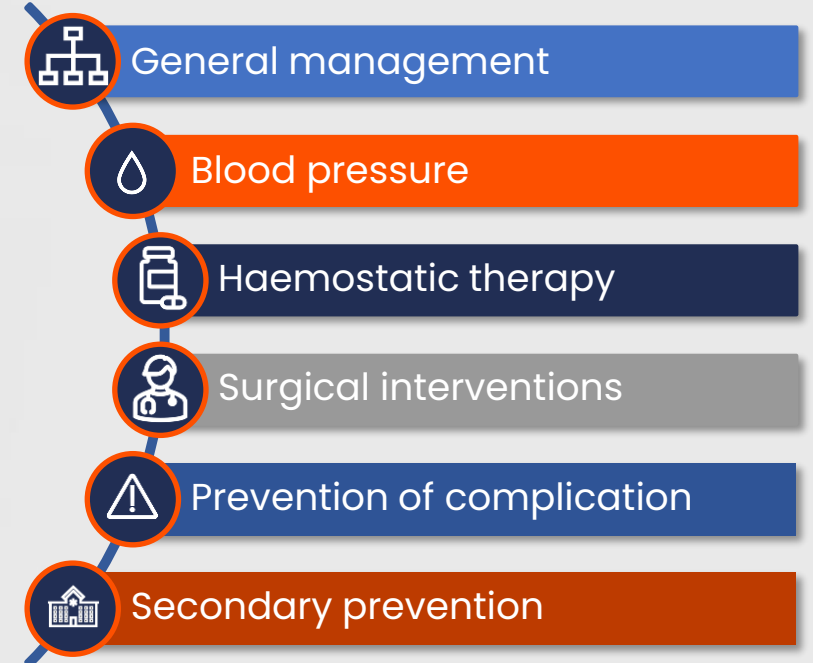 General management
Blood pressure
Haemostatic therapy
Surgical interventions
Prevention of complication
Secondary prevention